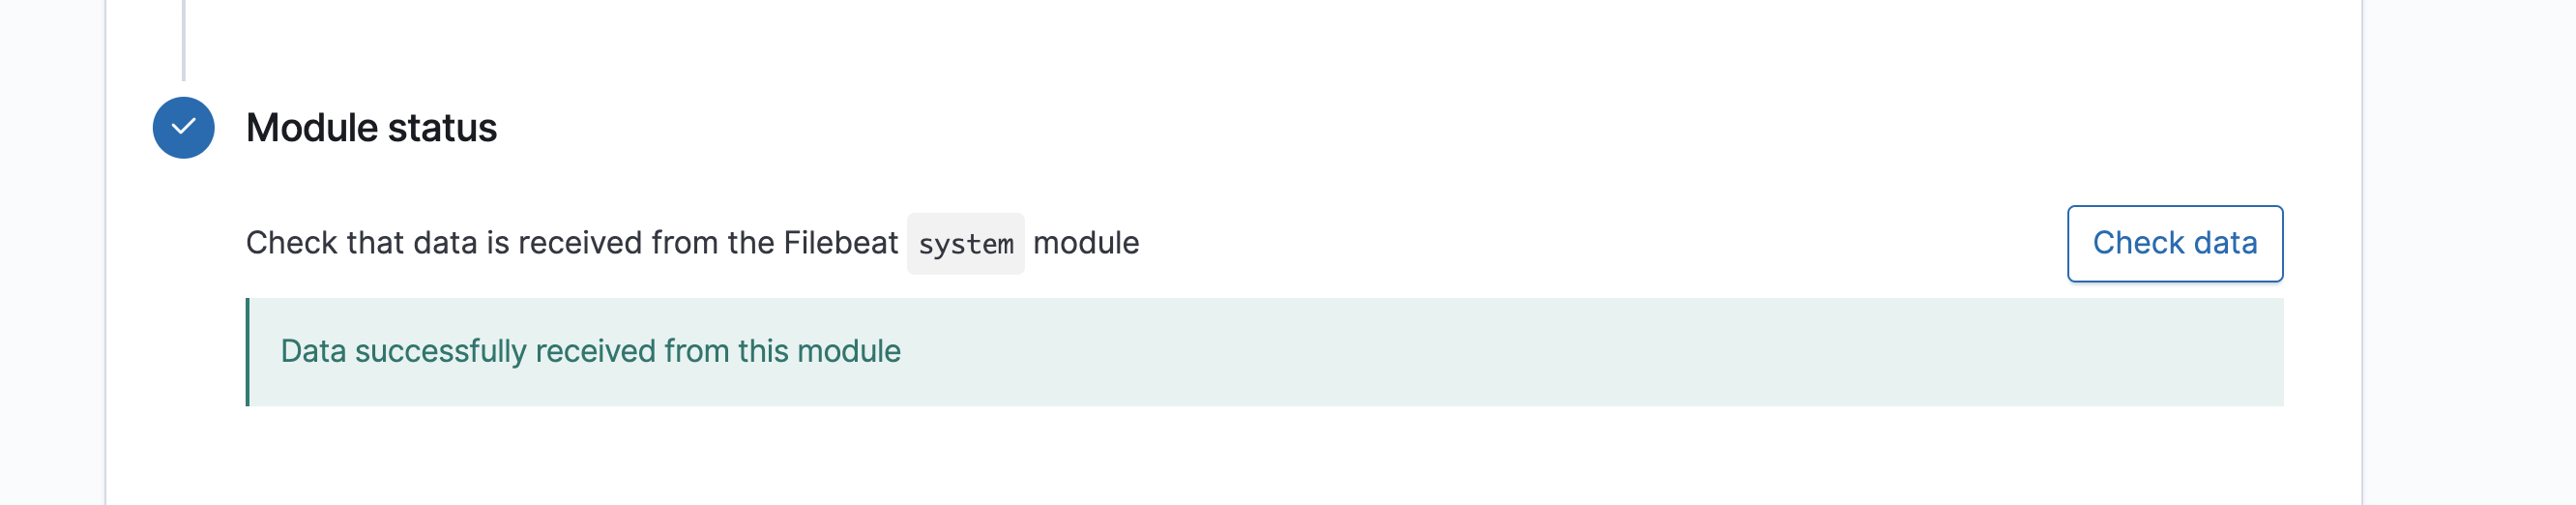 Module status
Check that data is received from the Filebeat system module
Check data
Data successfully received from this module